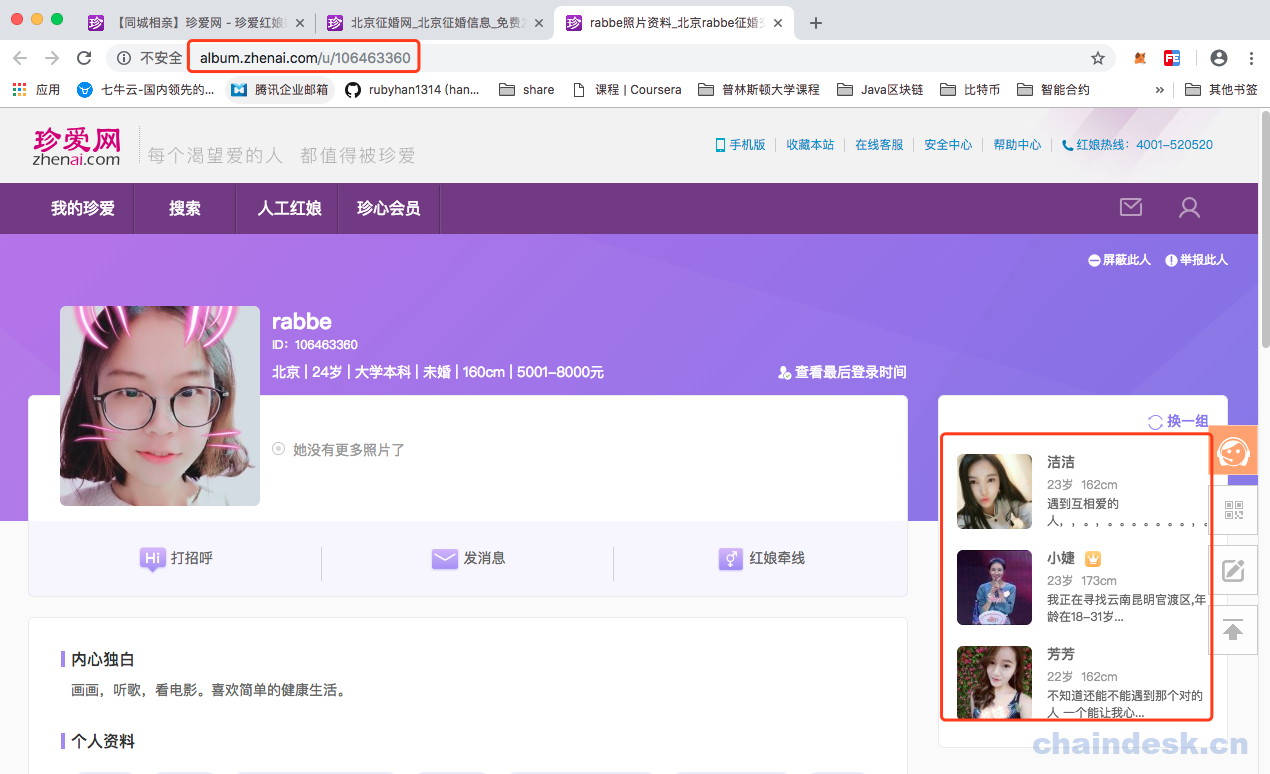 【同城相亲】珍爱网 - 珍爱红娘
北京征婚网_北京征婚信息_免费
rabbe照片资料_北京rabbe征婚交
不安全
album.zhenai.com/u/106463360
应用
七牛云-国内领先的...
腾讯企业邮箱
rubyhan1314 (han...
share
课程 | Coursera
普林斯顿大学课程
Java区块链
比特币
智能合约
»
其他书签
珍爱网
zhenai.com
每个渴望爱的人 都值得被珍爱
手机版
收藏本站
在线客服
安全中心
帮助中心
红娘热线：4001-520520
我的珍爱
搜索
人工红娘
珍心会员
屏蔽此人
举报此人
rabbe
ID：106463360
北京 | 24岁 | 大学本科 | 未婚 | 160cm | 5001-8000元
查看最后登录时间
她没有更多照片了
Hi 打招呼
发消息
红娘牵线
内心独白
画画，听歌，看电影。喜欢简单的健康生活。
个人资料
换一组
洁洁
23岁 162cm
遇到互相爱的
人，，。，。。。。。。。。，。
小婕
23岁 173cm
我正在寻找云南昆明官渡区,年
龄在18-31岁...
芳芳
22岁 162cm
不知道还能不能遇到那个对的
人 一个能让我心...
chaindesk.cn